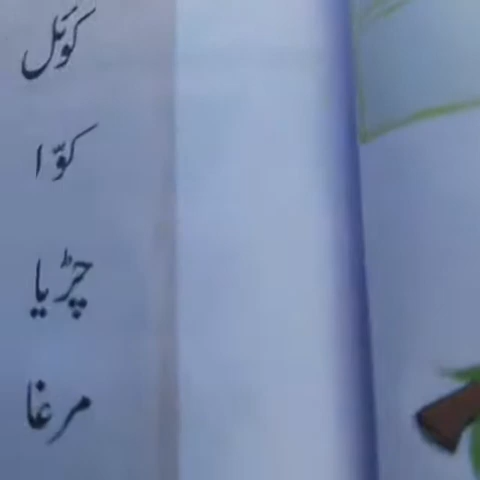 کوئل
کوّا
چڑیا
مرغا